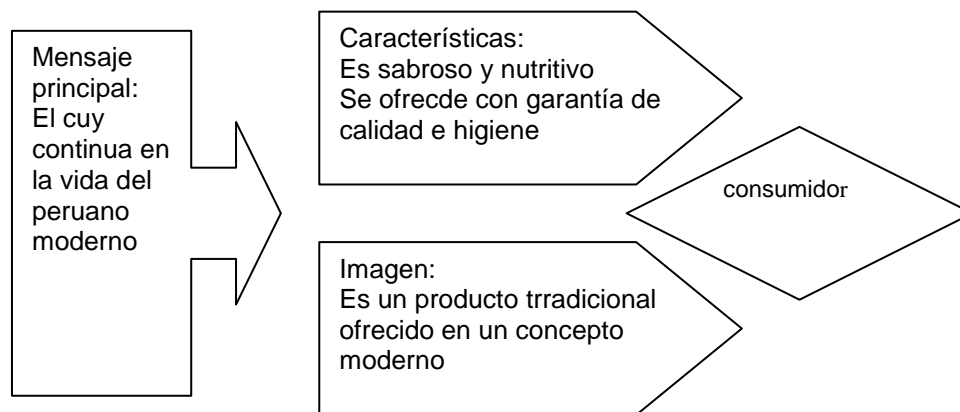 Mensaje
principal:
El cuy
continua en
la vida del
peruano
moderno
Características:
Es sabroso y nutritivo
Se ofrecde con garantía de
calidad e higiene
Imagen:
Es un producto trradicional
ofrecido en un concepto
moderno
consumidor